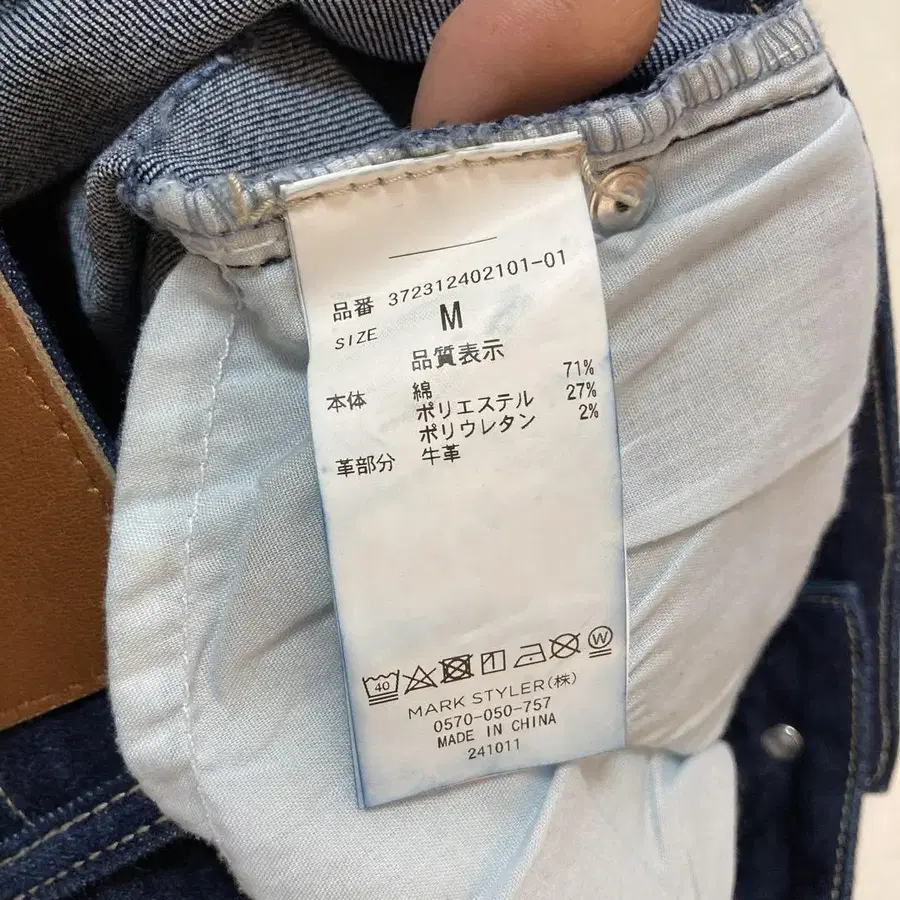 品番 372312402101-01
SIZE M
品質表示
本体 綿 71%
ポリエステル 27%
ポリウレタン 2%
革部分 牛革
40 W
MARK STYLER(株)
0570-050-757
MADE IN CHINA
241011